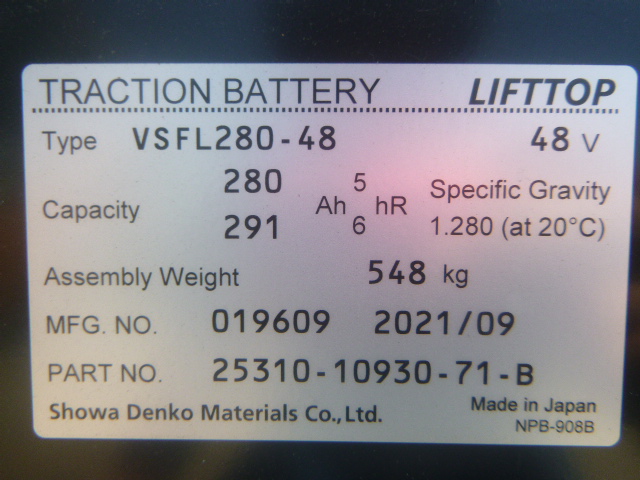 TRACTION BATTERY LIFTTOP
Type VSFL280-48 48 V
Capacity 280 Ah 5 hR Specific Gravity
291 6 1.280 (at 20°C)
Assembly Weight 548 kg
MFG. NO. 019609 2021/09
PART NO. 25310-10930-71-B
Showa Denko Materials Co., Ltd. Made in Japan
NPB-908B